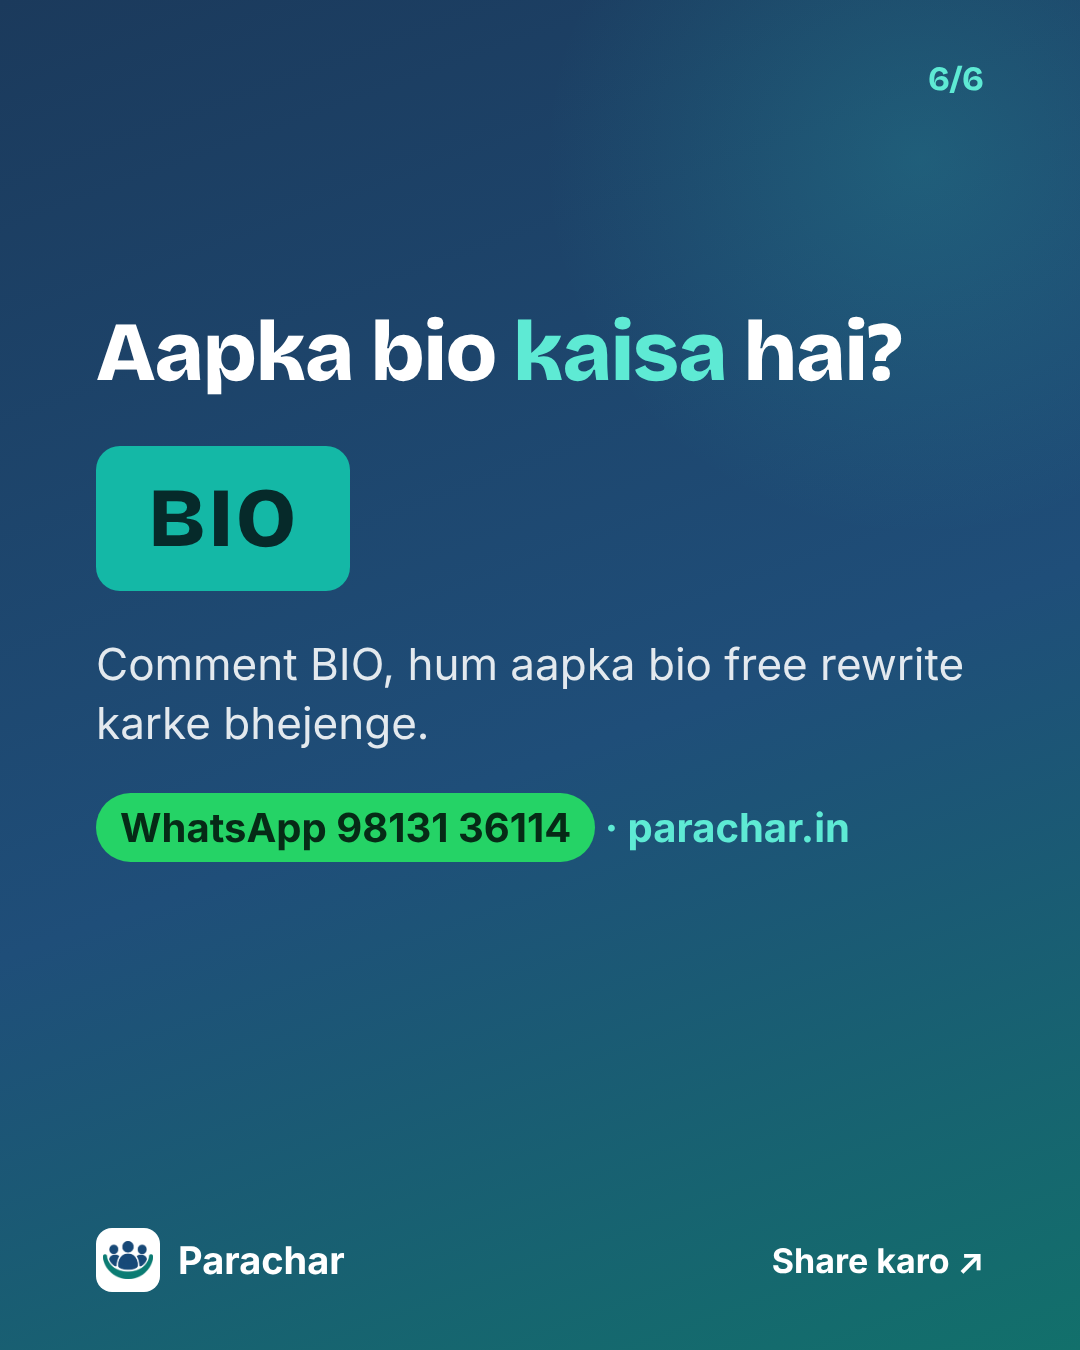 6/6
Aapka bio kaisa hai?
BIO
Comment BIO, hum aapka bio free rewrite
karke bhejenge.
WhatsApp 98131 36114 · parachar.in
Parachar
Share karo ↗